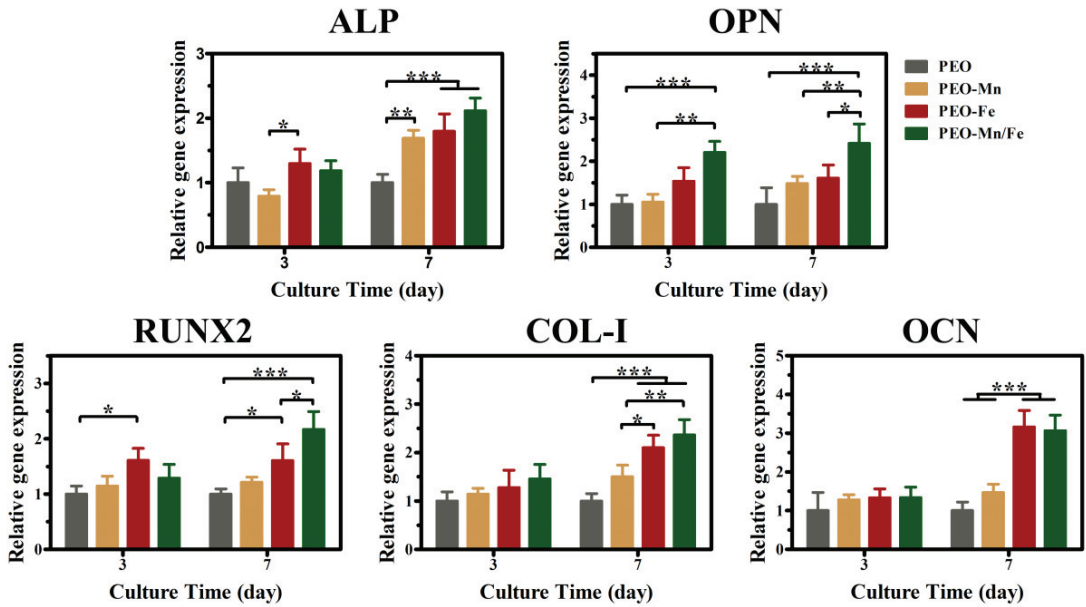 ALP
Relative gene expression
3
2
1
0
*
**
***
3
7
Culture Time (day)
OPN
Relative gene expression
4
3
2
1
0
***
**
***
**
*
3
7
Culture Time (day)
PEO
PEO-Mn
PEO-Fe
PEO-Mn/Fe
RUNX2
Relative gene expression
3
2
1
0
*
***
*
*
3
7
Culture Time (day)
COL-I
Relative gene expression
4
3
2
1
0
***
**
*
3
7
Culture Time (day)
OCN
Relative gene expression
5
4
3
2
1
0
***
3
7
Culture Time (day)